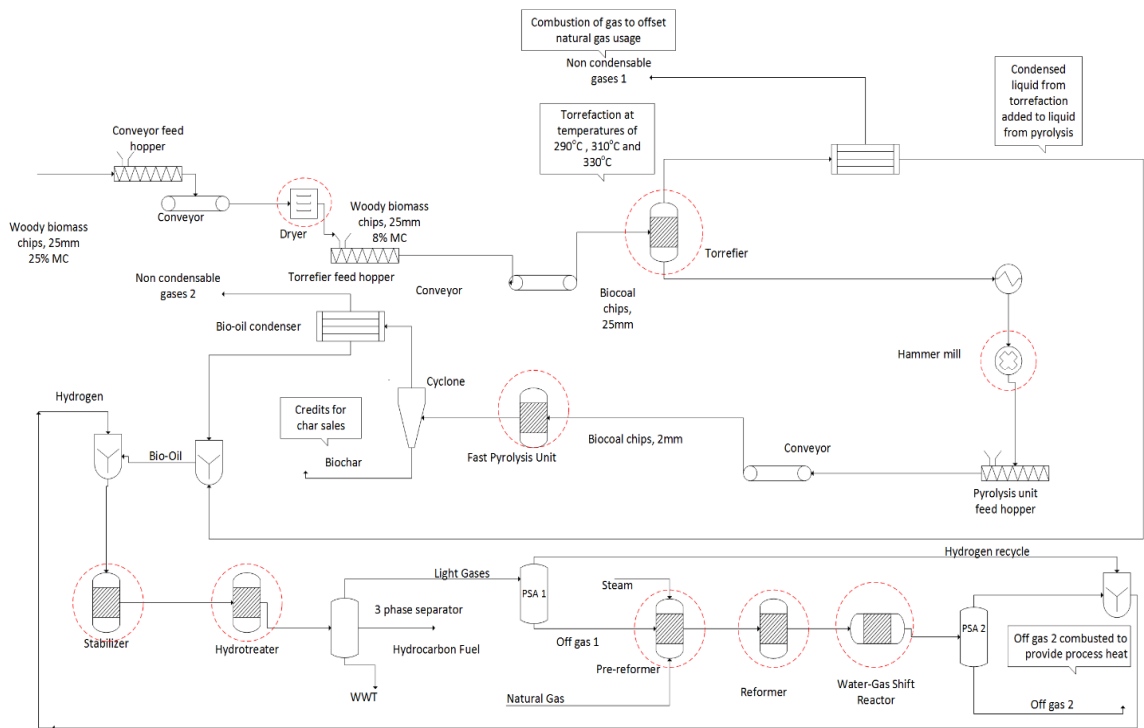 Combustion of gas to offset
natural gas usage
Non condensable
gases 1
Condensed
liquid from
torrefaction
added to liquid
from pyrolysis
Torrefaction at
temperatures of
290°C , 310°C and
330°C
Conveyor feed
hopper
Conveyor
Woody biomass
chips, 25mm
25% MC
Dryer
Woody biomass
chips, 25mm
8% MC
Torrefier feed hopper
Conveyor
Torrefier
Biocoal
chips,
25mm
Non condensable
gases 2
Bio-oil condenser
Hammer mill
Cyclone
Hydrogen
Credits for
char sales
Bio-Oil
Biochar
Fast Pyrolysis Unit
Biocoal chips, 2mm
Conveyor
Pyrolysis unit
feed hopper
Hydrogen recycle
Light Gases
PSA 1
Steam
3 phase separator
Hydrocarbon Fuel
Off gas 1
PSA 2
Stabilizer
Hydrotreater
Pre-reformer
Reformer
Water-Gas Shift
Reactor
Off gas 2 combusted to
provide process heat
WWT
Natural Gas
Off gas 2